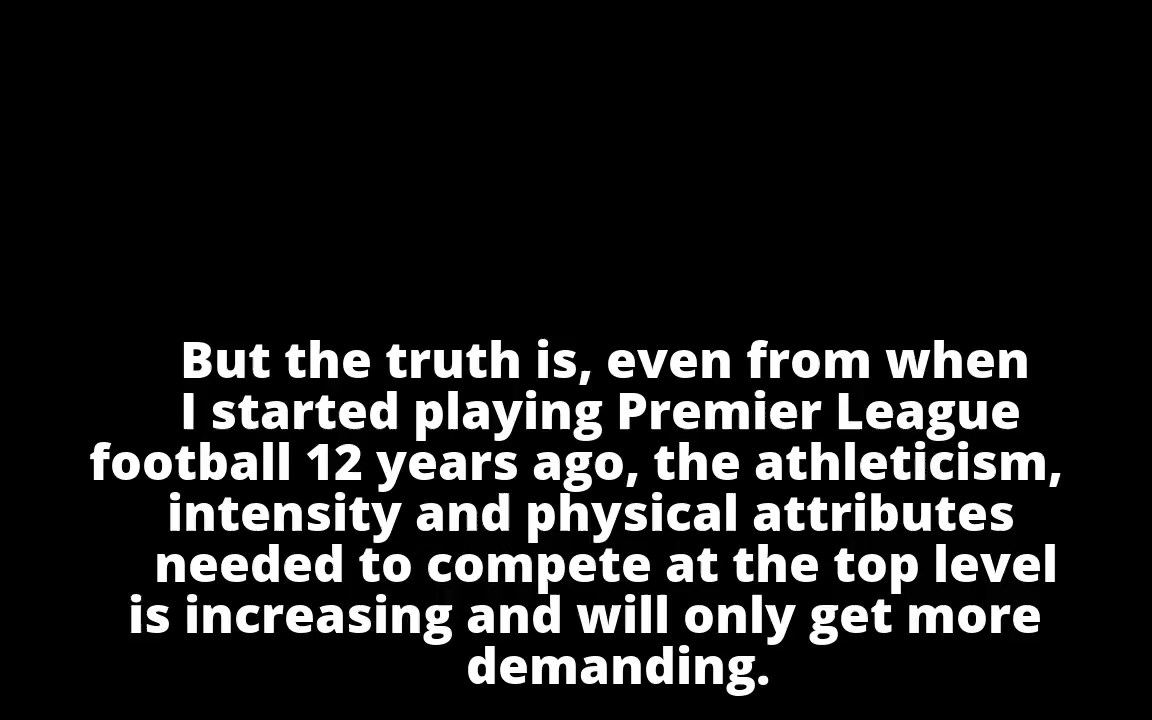 But the truth is, even from when
I started playing Premier League
football 12 years ago, the athleticism,
intensity and physical attributes
needed to compete at the top level
is increasing and will only get more
demanding.